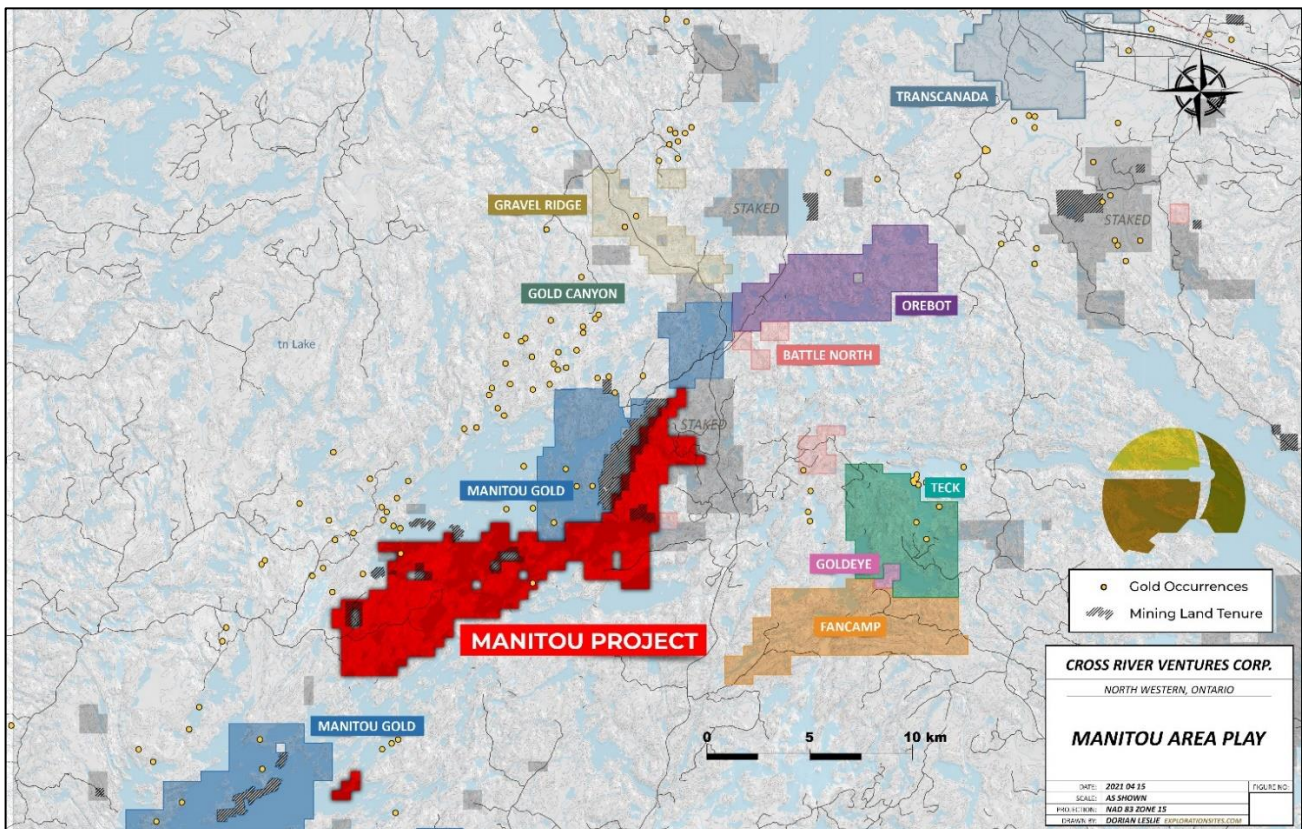 TRANSCANADA
GRAVEL RIDGE
STAKED
STAKED
GOLD CANYON
OREBOT
tn Lake
BATTLE NORTH
STAKED
MANITOU GOLD
TECK
GOLDEYE
Gold Occurrences
Mining Land Tenure
FANCAMP
MANITOU PROJECT
CROSS RIVER VENTURES CORP.
NORTH WESTERN, ONTARIO
MANITOU GOLD
0 5 10 km
MANITOU AREA PLAY
DATE: 2021 04 15
FIGURE NO:
SCALE: AS SHOWN
PROJECTION: NAD 83 ZONE 15
DRAWN BY: DORIAN LESLIE EXPLORATIONSITES.COM